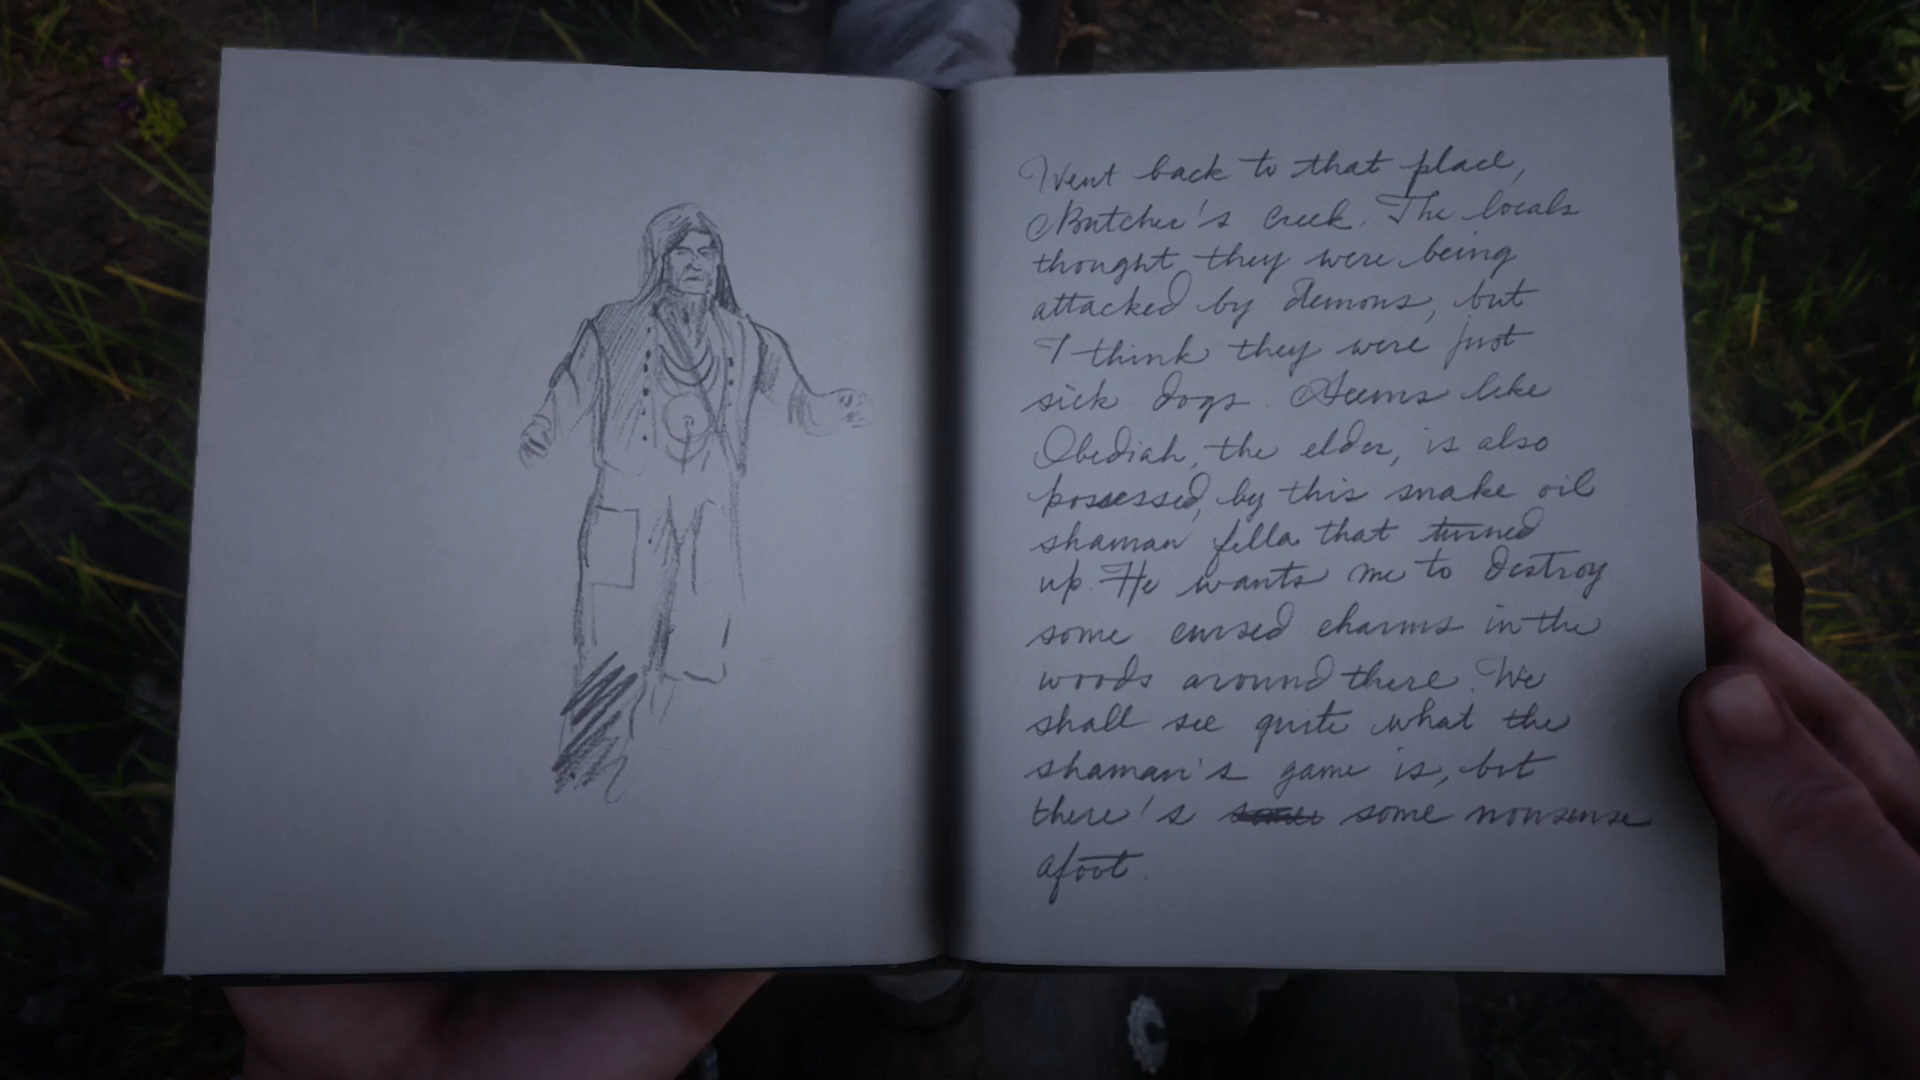 Went back to that place,
Butcher's Creek. The locals
thought they were being
attacked by demons, but
I think they were just
sick dogs. Seems like
Obediah, the elder, is also
possessed, by this snake oil
shaman fella that turned
up. He wants me to destroy
some cursed charms in the
woods around there. We
shall see quite what the
shaman's game is, but
there's some nonsense
afoot.